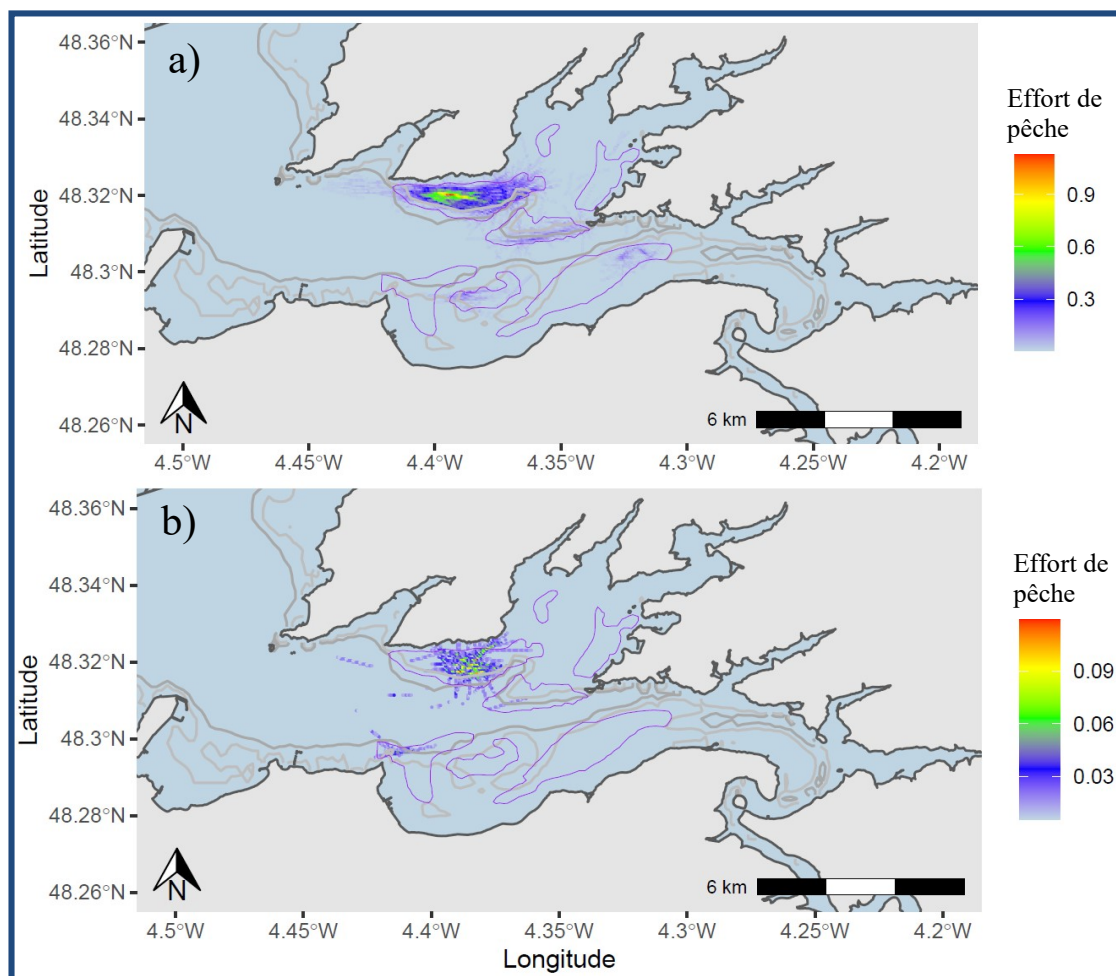 a)
48.36°N
48.34°N
48.32°N
48.3°N
48.28°N
48.26°N
Latitude
N
6 km
4.5°W
4.45°W
4.4°W
4.35°W
4.3°W
4.25°W
4.2°W
Effort de
pêche
0.9
0.6
0.3
b)
48.36°N
48.34°N
48.32°N
48.3°N
48.28°N
48.26°N
Latitude
N
6 km
4.5°W
4.45°W
4.4°W
4.35°W
4.3°W
4.25°W
4.2°W
Longitude
Effort de
pêche
0.09
0.06
0.03